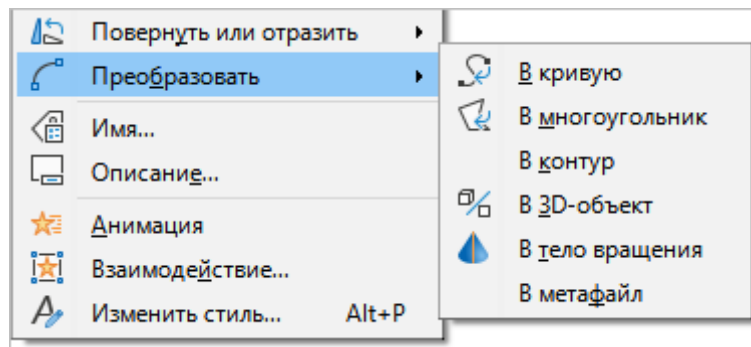 Повернуть или отразить
Преобразовать
Имя...
Описание...
Анимация
Взаимодействие...
Изменить стиль... Alt+P
В кривую
В многоугольник
В контур
В 3D-объект
В тело вращения
В метафайл